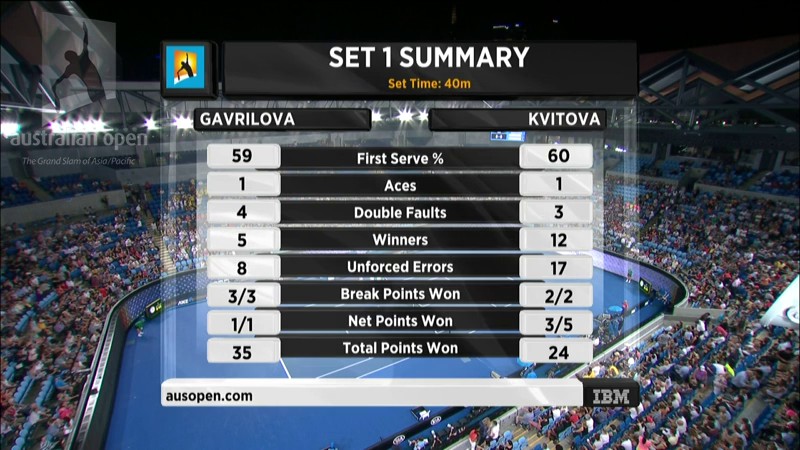 SET 1 SUMMARY
Set Time: 40m
GAVRILOVA KVITOVA
australian open
The Grand Slam of Asia/Pacific
59 First Serve % 60
1 Aces 1
4 Double Faults 3
5 Winners 12
8 Unforced Errors 17
3/3 Break Points Won 2/2
1/1 Net Points Won 3/5
35 Total Points Won 24
ausopen.com IBM